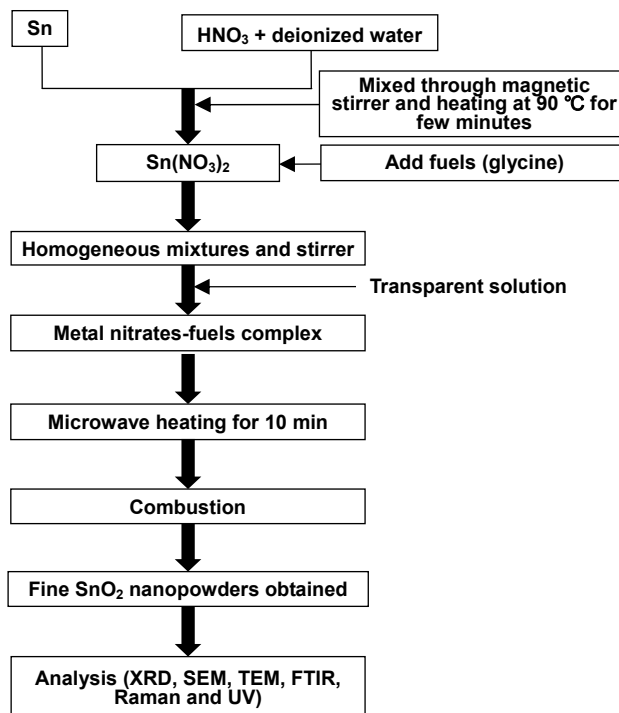 Sn
HNO₃ + deionized water
Mixed through magnetic
stirrer and heating at 90 ℃ for
few minutes
Sn(NO₃)₂
Add fuels (glycine)
Homogeneous mixtures and stirrer
Transparent solution
Metal nitrates-fuels complex
Microwave heating for 10 min
Combustion
Fine SnO₂ nanopowders obtained
Analysis (XRD, SEM, TEM, FTIR,
Raman and UV)